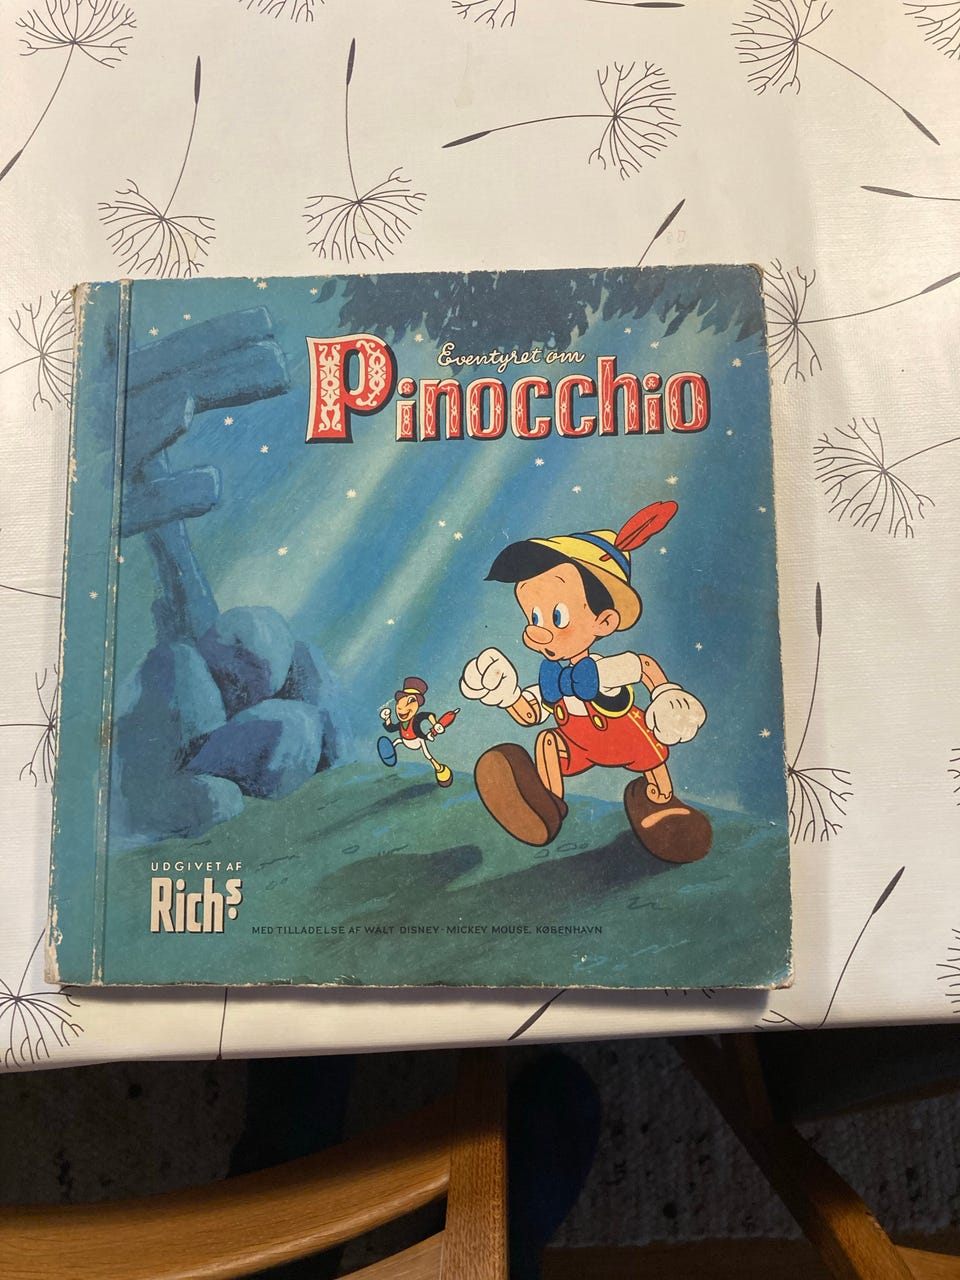 Eventyret om
Pinocchio
UDGIVET AF
Richs
MED TILLADELSE AF WALT DISNEY - MICKEY MOUSE, KØBENHAVN